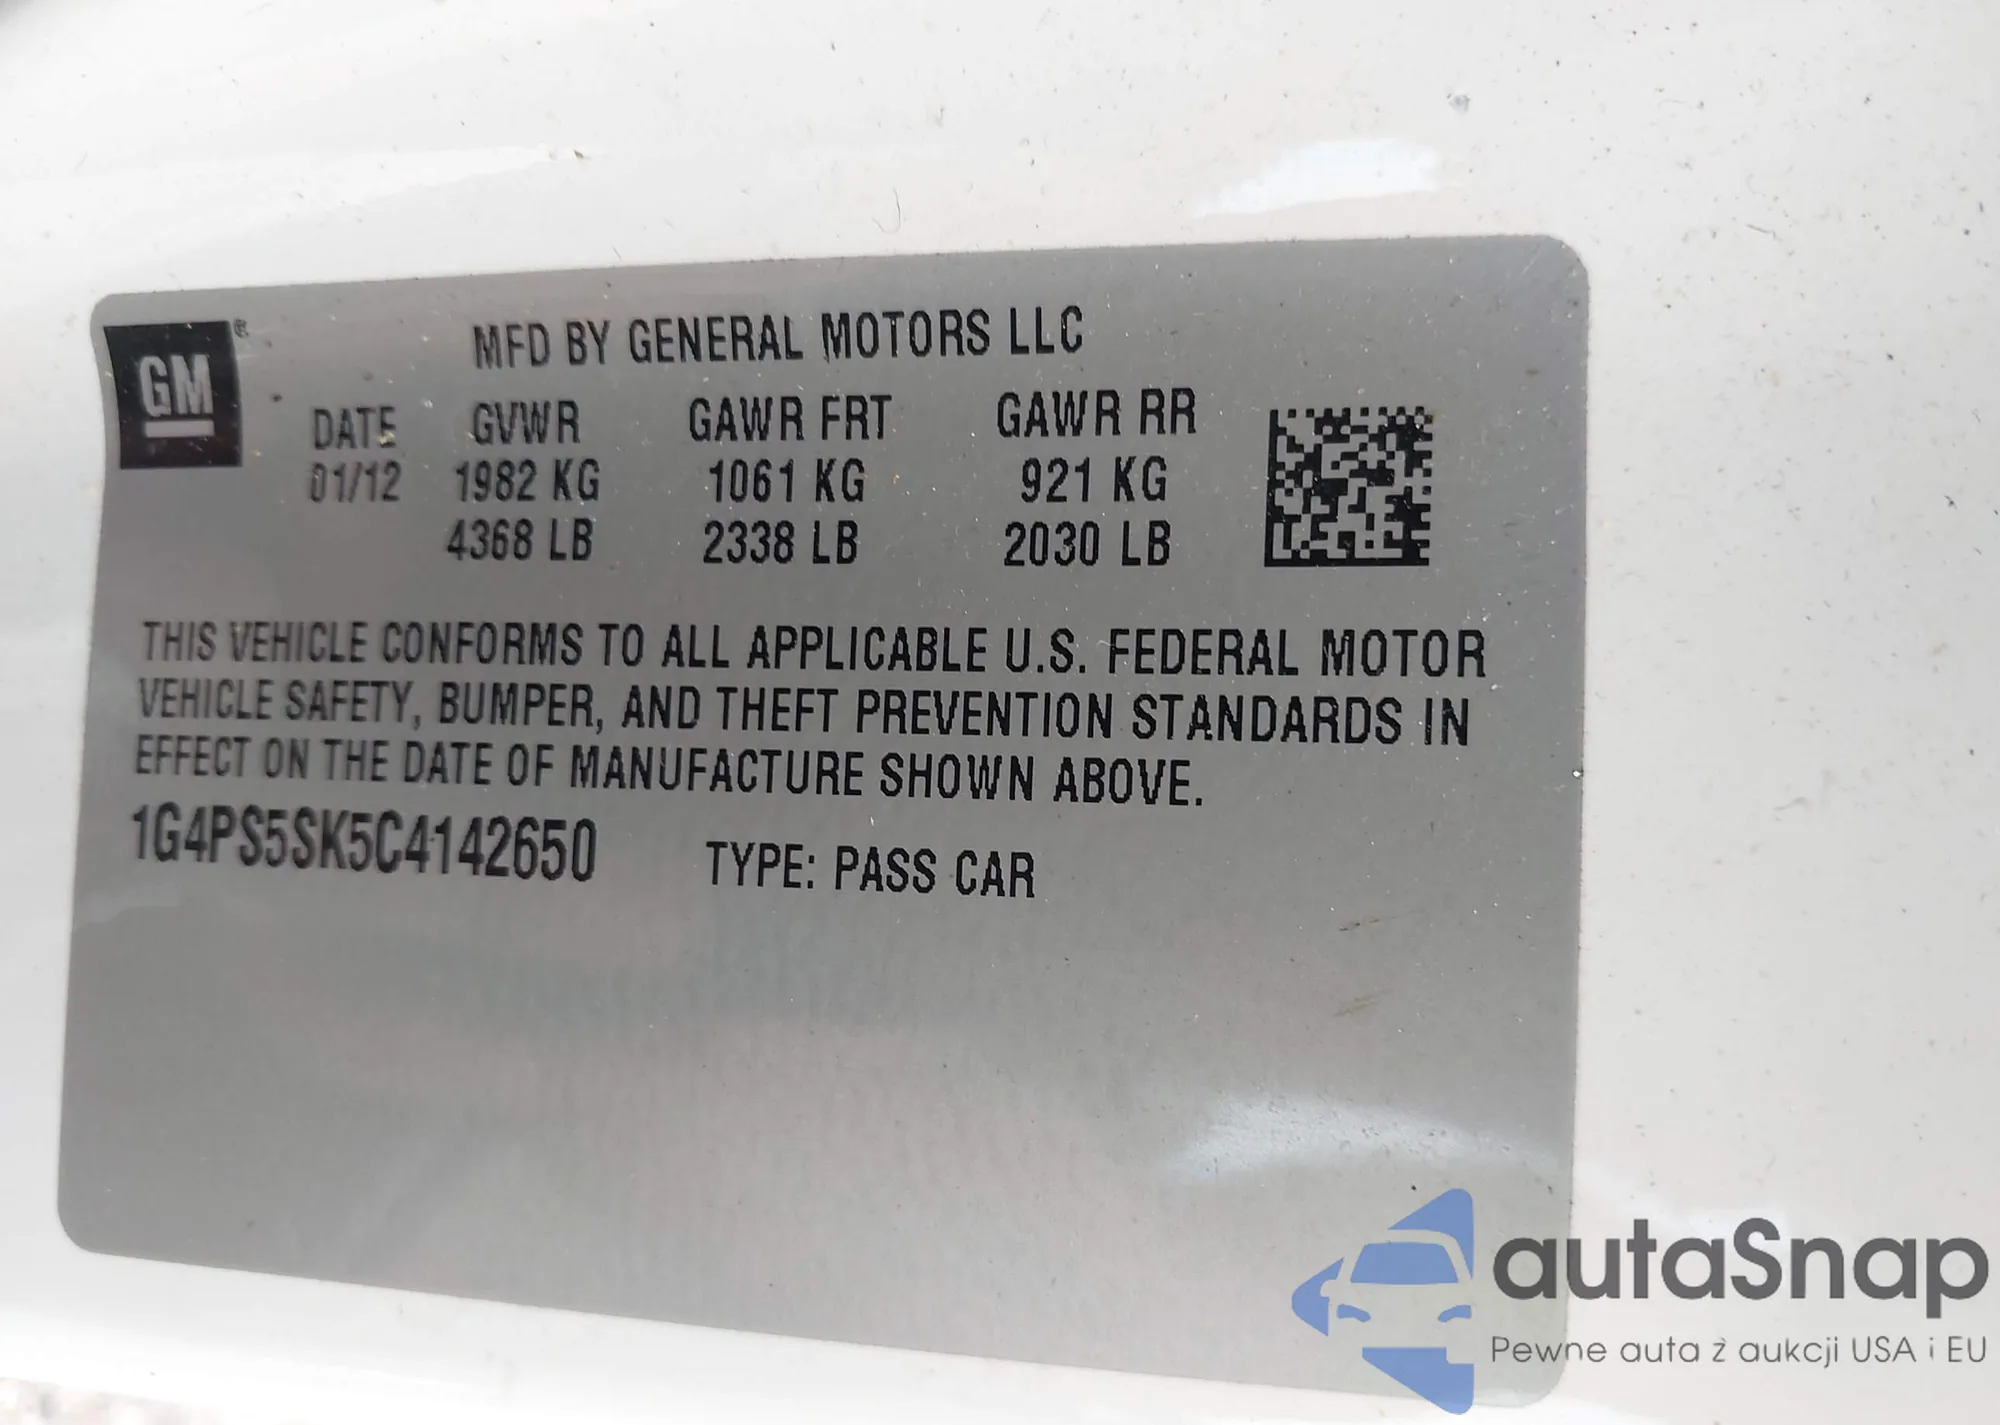 GM ®
MFD BY GENERAL MOTORS LLC
DATE GVWR GAWR FRT GAWR RR
01/12 1982 KG 1061 KG 921 KG
4368 LB 2338 LB 2030 LB
THIS VEHICLE CONFORMS TO ALL APPLICABLE U.S. FEDERAL MOTOR
VEHICLE SAFETY, BUMPER, AND THEFT PREVENTION STANDARDS IN
EFFECT ON THE DATE OF MANUFACTURE SHOWN ABOVE.
1G4PS5SK5C4142650 TYPE: PASS CAR
autaSnap
Pewne auta z aukcji USA i EU